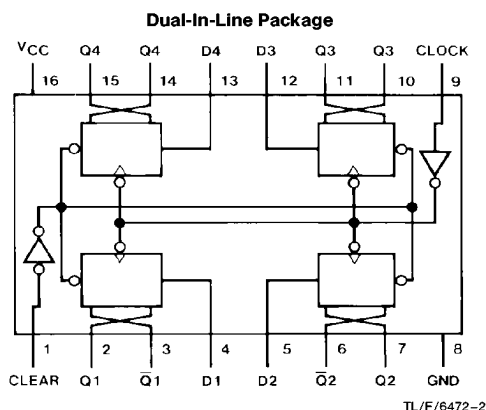 Dual-In-Line Package
VCC Q4 Q4 D4 D3 Q3 Q3 CLOCK
16 15 14 13 12 11 10 9
1 2 3 4 5 6 7 8
CLEAR Q1 Q̅1 D1 D2 Q̅2 Q2 GND
TL/F/6472-2